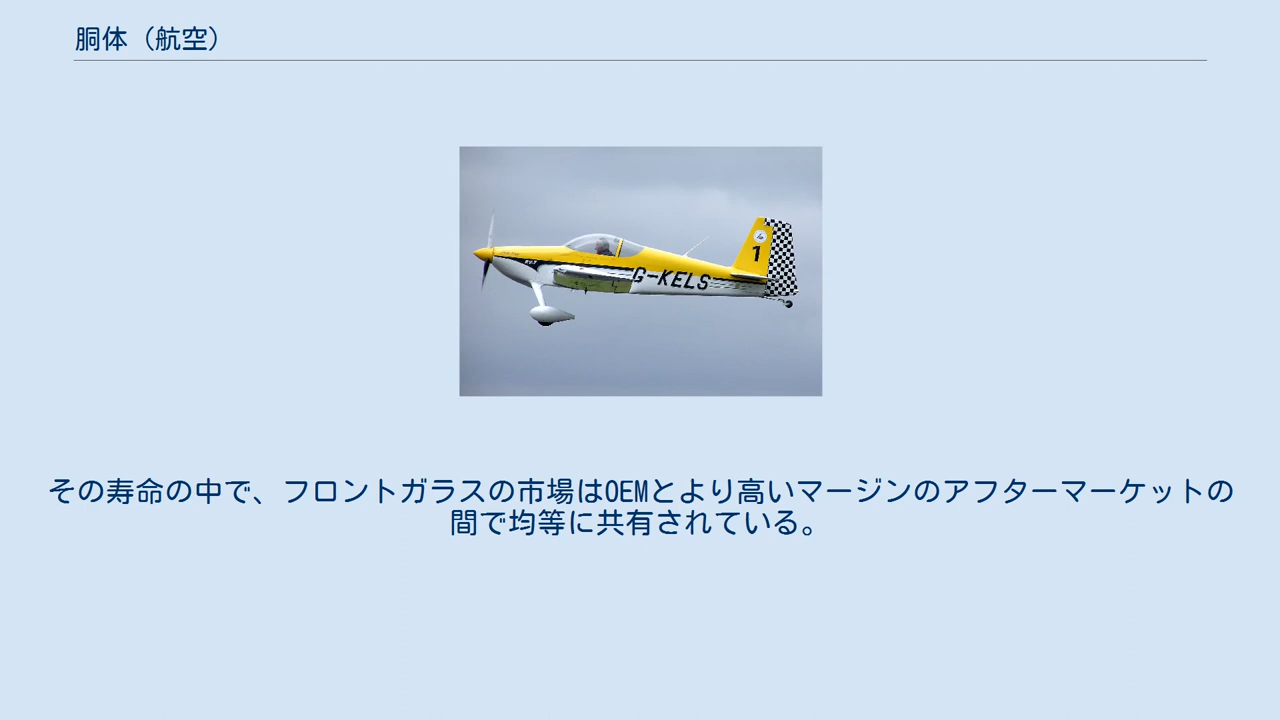 胴体（航空）
G-KELS
1
その寿命の中で、フロントガラスの市場はOEMとより高いマージンのアフターマーケットの
間で均等に共有されている。